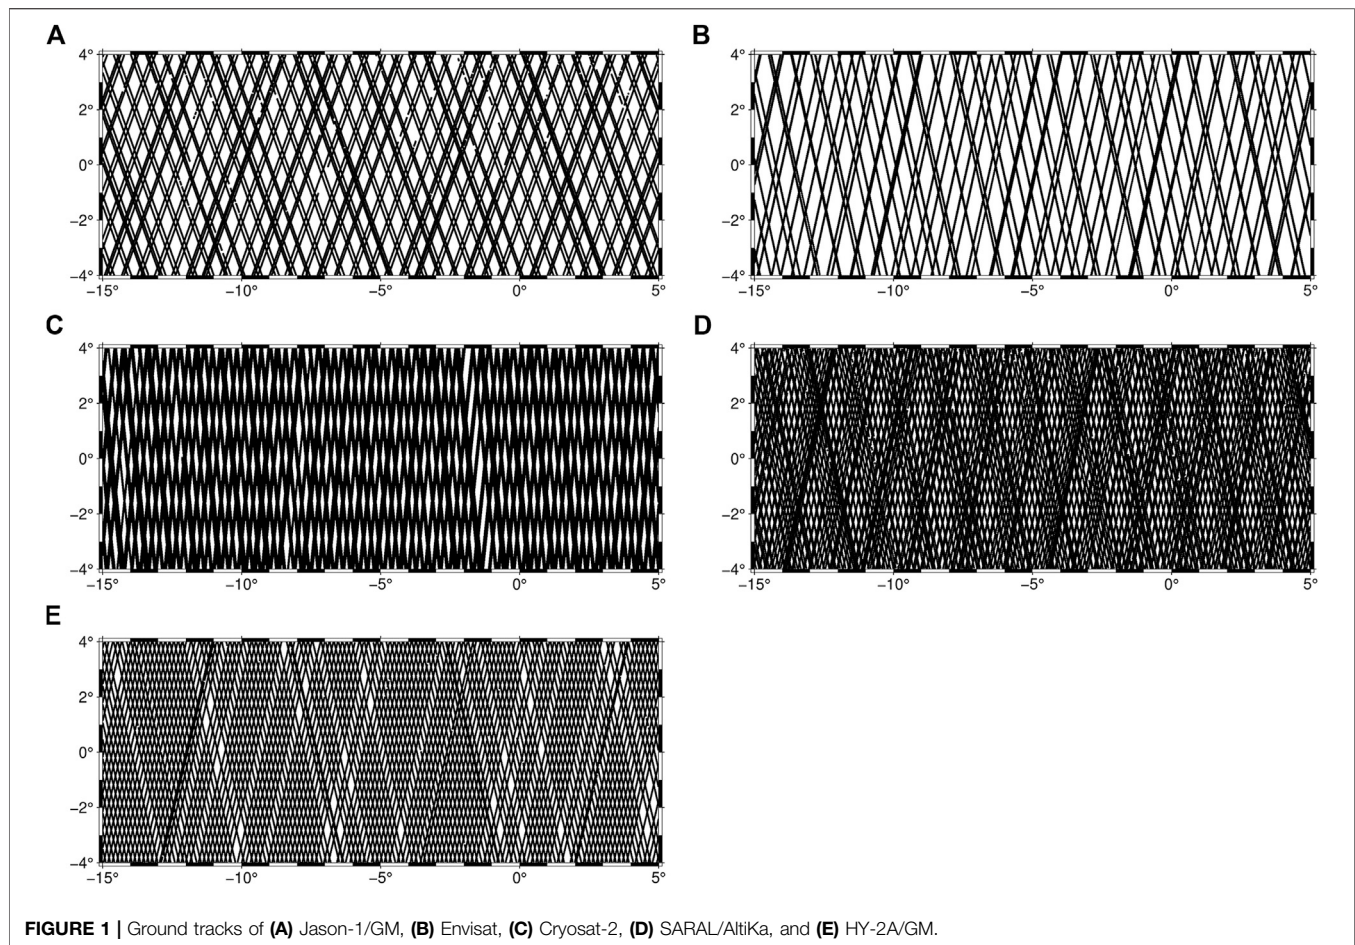 A
B
4° 4°
2° 2°
0° 0°
−2° −2°
−4° −4°
−15° −10° −5° 0° 5° −15° −10° −5° 0° 5°
C
D
4° 4°
2° 2°
0° 0°
−2° −2°
−4° −4°
−15° −10° −5° 0° 5° −15° −10° −5° 0° 5°
E
4°
2°
0°
−2°
−4°
−15° −10° −5° 0° 5°
FIGURE 1 | Ground tracks of (A) Jason-1/GM, (B) Envisat, (C) Cryosat-2, (D) SARAL/AltiKa, and (E) HY-2A/GM.